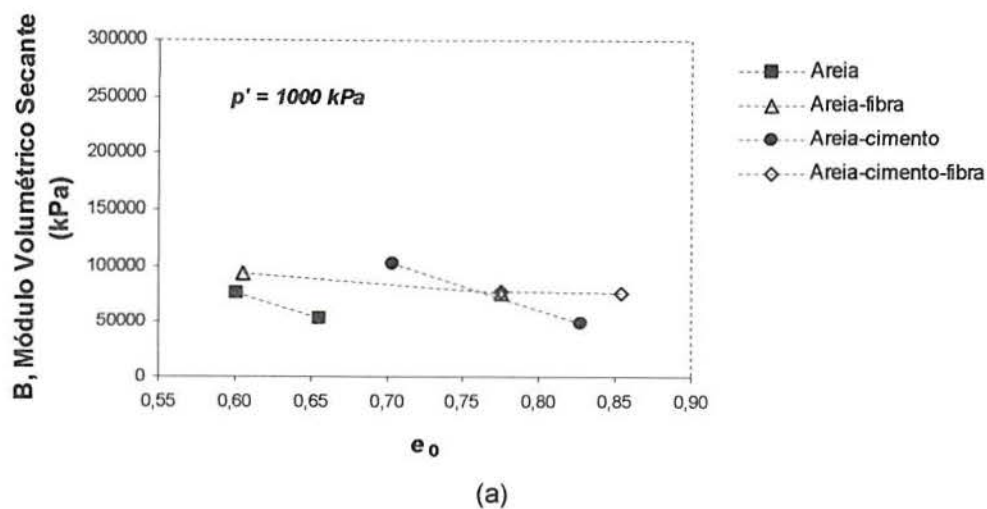 B, Módulo Volumétrico Secante
(kPa)
300000
250000
200000
150000
100000
50000
0
p' = 1000 kPa
0,55
0,60
0,65
0,70
0,75
0,80
0,85
0,90
e₀
Areia
Areia-fibra
Areia-cimento
Areia-cimento-fibra
(a)